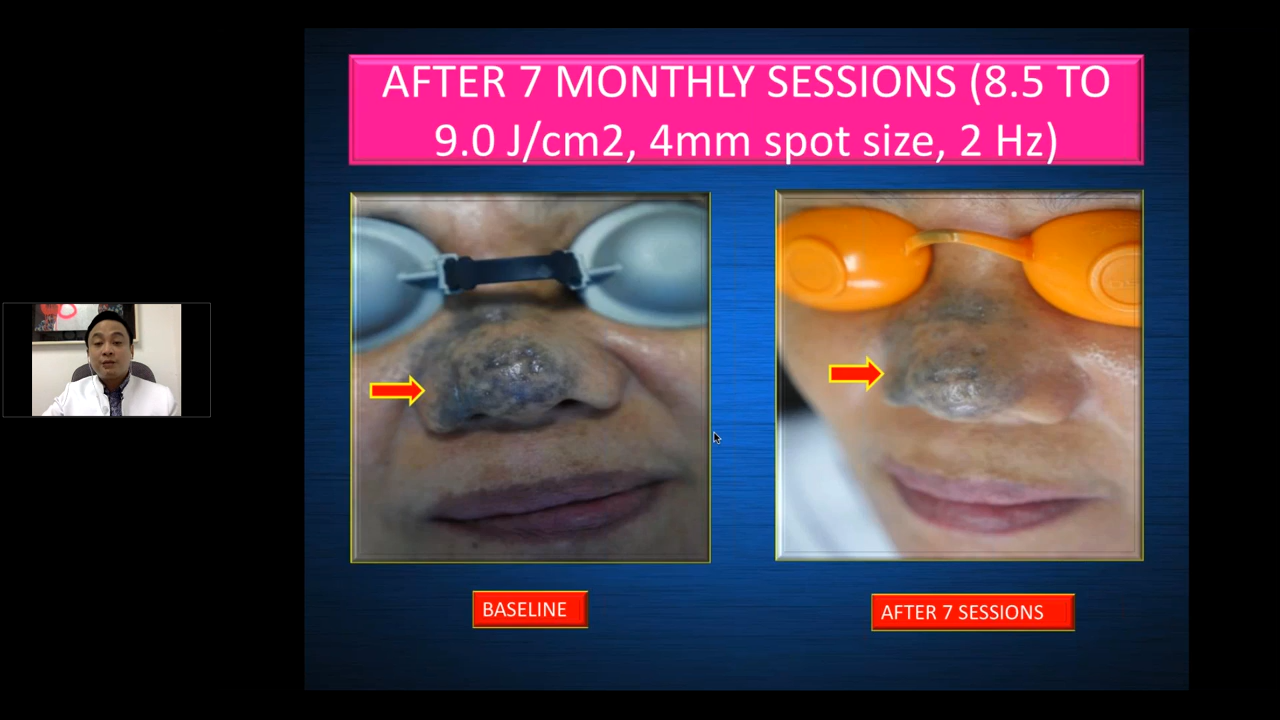 AFTER 7 MONTHLY SESSIONS (8.5 TO
9.0 J/cm2, 4mm spot size, 2 Hz)
BASELINE
AFTER 7 SESSIONS